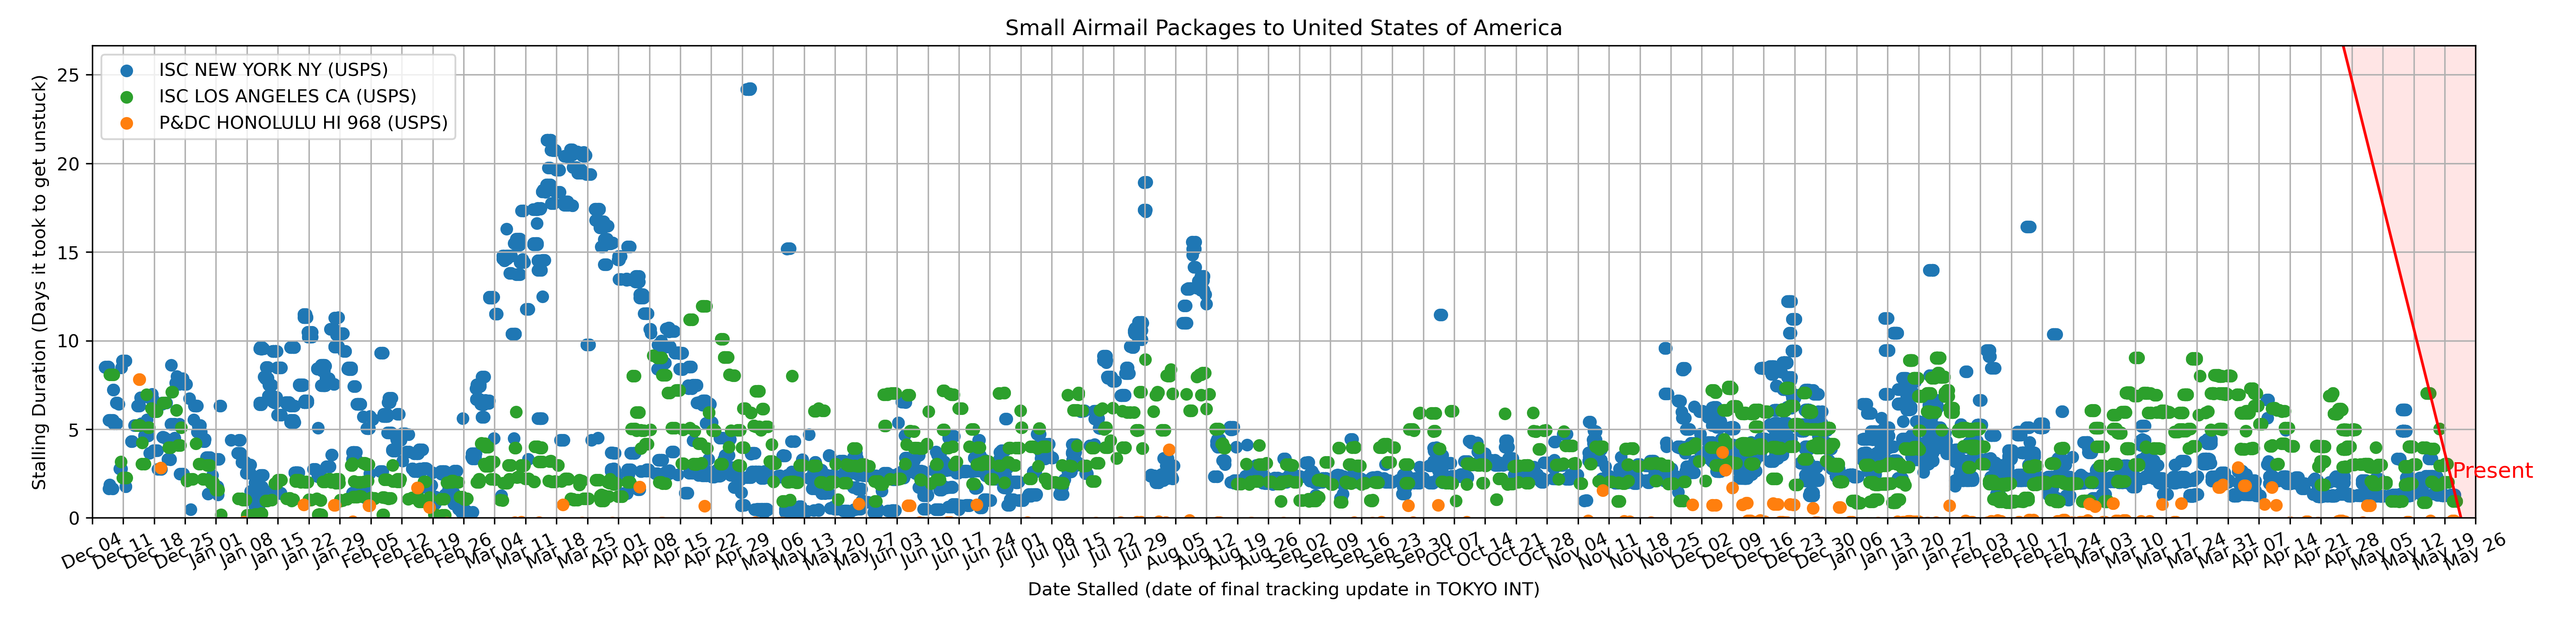 Small Airmail Packages to United States of America
ISC NEW YORK NY (USPS)
ISC LOS ANGELES CA (USPS)
P&DC HONOLULU HI 968 (USPS)
Stalling Duration (Days it took to get unstuck)
25
20
15
10
5
0
Present
Dec 04
Dec 11
Dec 18
Dec 25
Jan 01
Jan 08
Jan 15
Jan 22
Jan 29
Feb 05
Feb 12
Feb 19
Feb 26
Mar 04
Mar 11
Mar 18
Mar 25
Apr 01
Apr 08
Apr 15
Apr 22
Apr 29
May 06
May 13
May 20
May 27
Jun 03
Jun 10
Jun 17
Jun 24
Jul 01
Jul 08
Jul 15
Jul 22
Jul 29
Aug 05
Aug 12
Aug 19
Aug 26
Sep 02
Sep 09
Sep 16
Sep 23
Sep 30
Oct 07
Oct 14
Oct 21
Oct 28
Nov 04
Nov 11
Nov 18
Nov 25
Dec 02
Dec 09
Dec 16
Dec 23
Dec 30
Jan 06
Jan 13
Jan 20
Jan 27
Feb 03
Feb 10
Feb 17
Feb 24
Mar 03
Mar 10
Mar 17
Mar 24
Mar 31
Apr 07
Apr 14
Apr 21
Apr 28
May 05
May 12
May 19
May 26
Date Stalled (date of final tracking update in TOKYO INT)